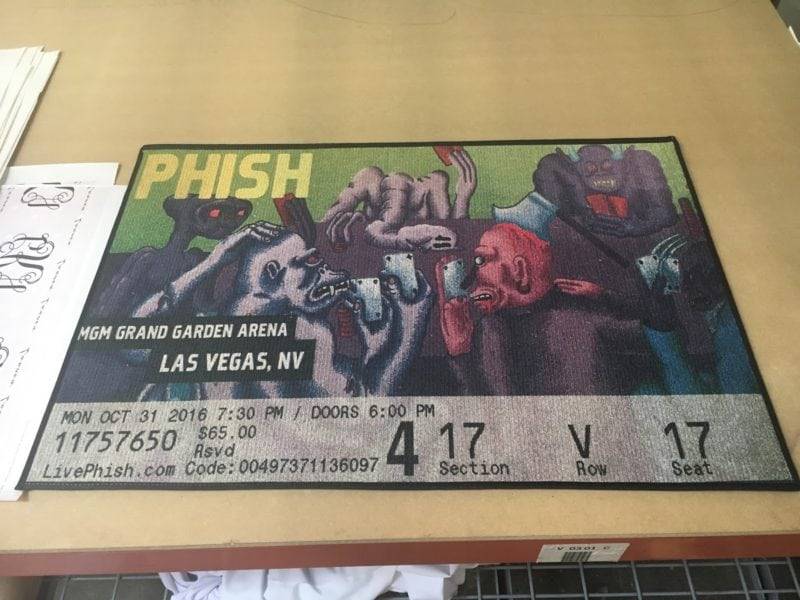 PHISH
MGM GRAND GARDEN ARENA
LAS VEGAS, NV
MON OCT 31 2016 7:30 PM / DOORS 6:00 PM
11757650 $65.00 Rsvd
LivePhish.com Code:00497371136097
4
17 V 17
Section Row Seat
V 0301 C